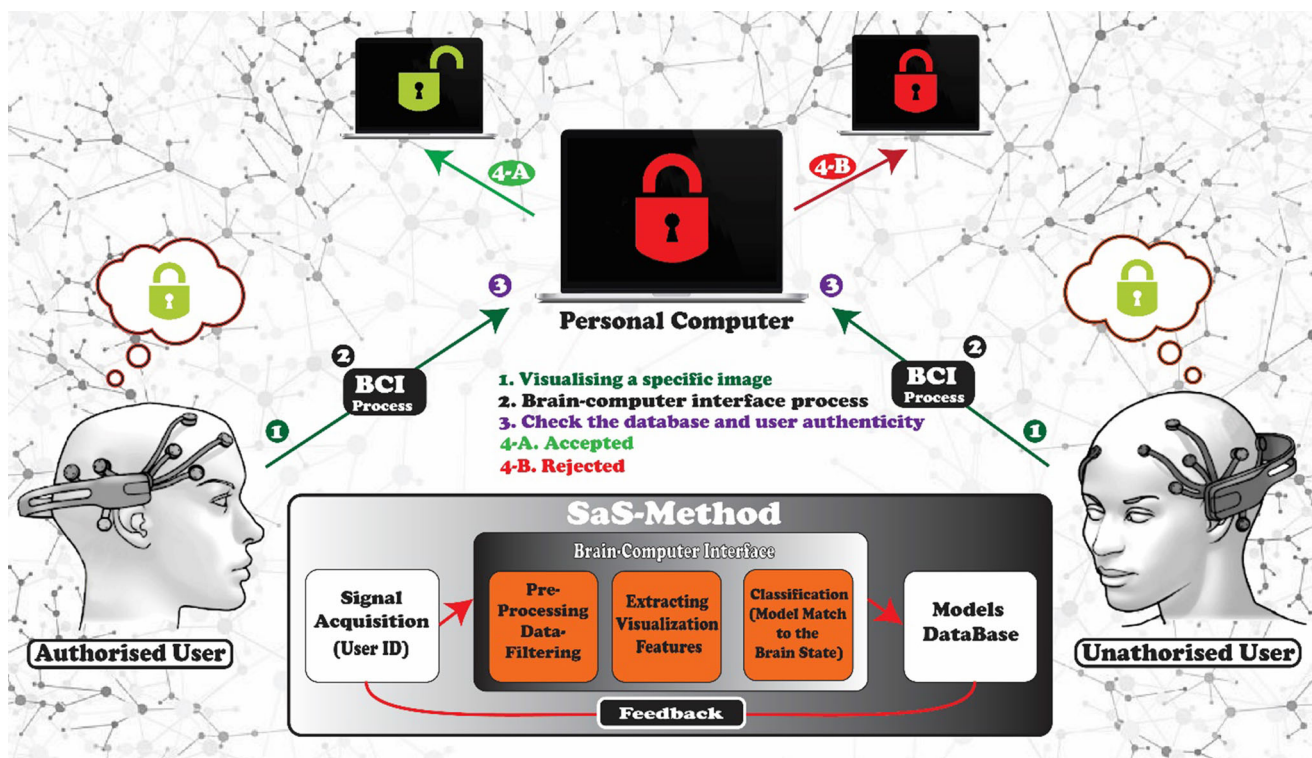 4-A
4-B
3
3
Personal Computer
2
BCI
Process
2
BCI
Process
1
1
1. Visualising a specific image
2. Brain-computer interface process
3. Check the database and user authenticity
4-A. Accepted
4-B. Rejected
Authorised User
Unathorised User
SaS-Method
Brain-Computer Interface
Signal
Acquisition
(User ID)
Pre-
Processing
Data-
Filtering
Extracting
Visualization
Features
Classification
(Model Match
to the
Brain State)
Models
DataBase
Feedback